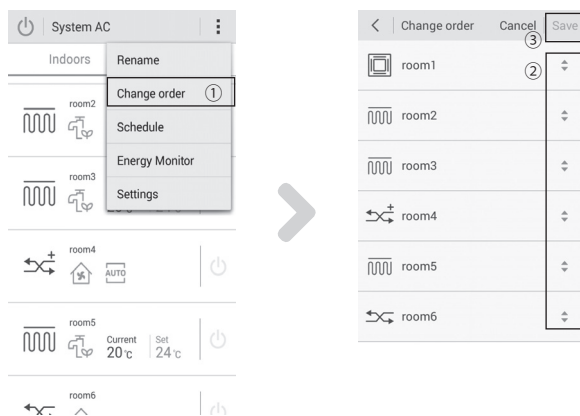 System AC
Indoors
Rename
Change order ①
Schedule
Energy Monitor
Settings
room2
room3
room4
AUTO
room5
Current 20℃ Set 24℃
room6
Change order Cancel Save
③
②
room1
room2
room3
room4
room5
room6